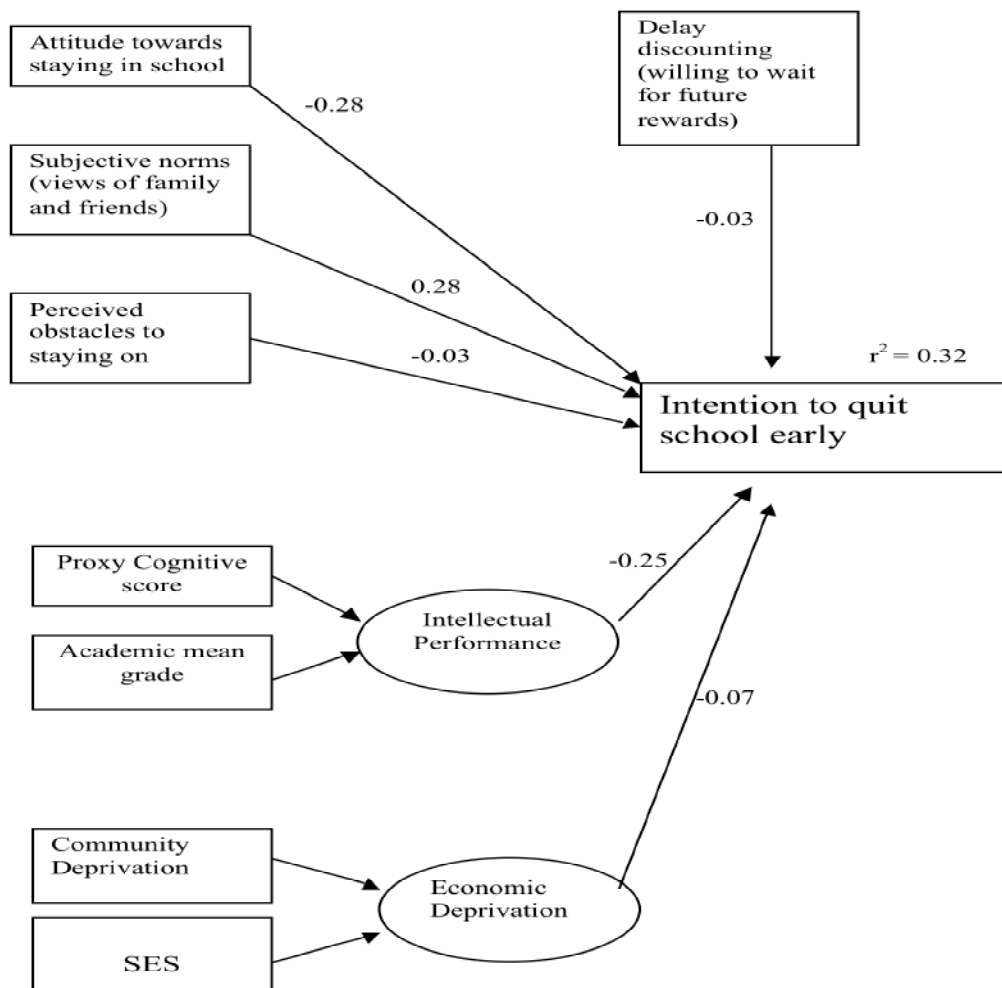 Attitude towards
staying in school
Delay
discounting
(willing to wait
for future
rewards)
-0.28
Subjective norms
(views of family
and friends)
-0.03
0.28
Perceived
obstacles to
staying on
-0.03
r² = 0.32
Intention to quit
school early
Proxy Cognitive
score
-0.25
Intellectual
Performance
Academic mean
grade
-0.07
Community
Deprivation
Economic
Deprivation
SES